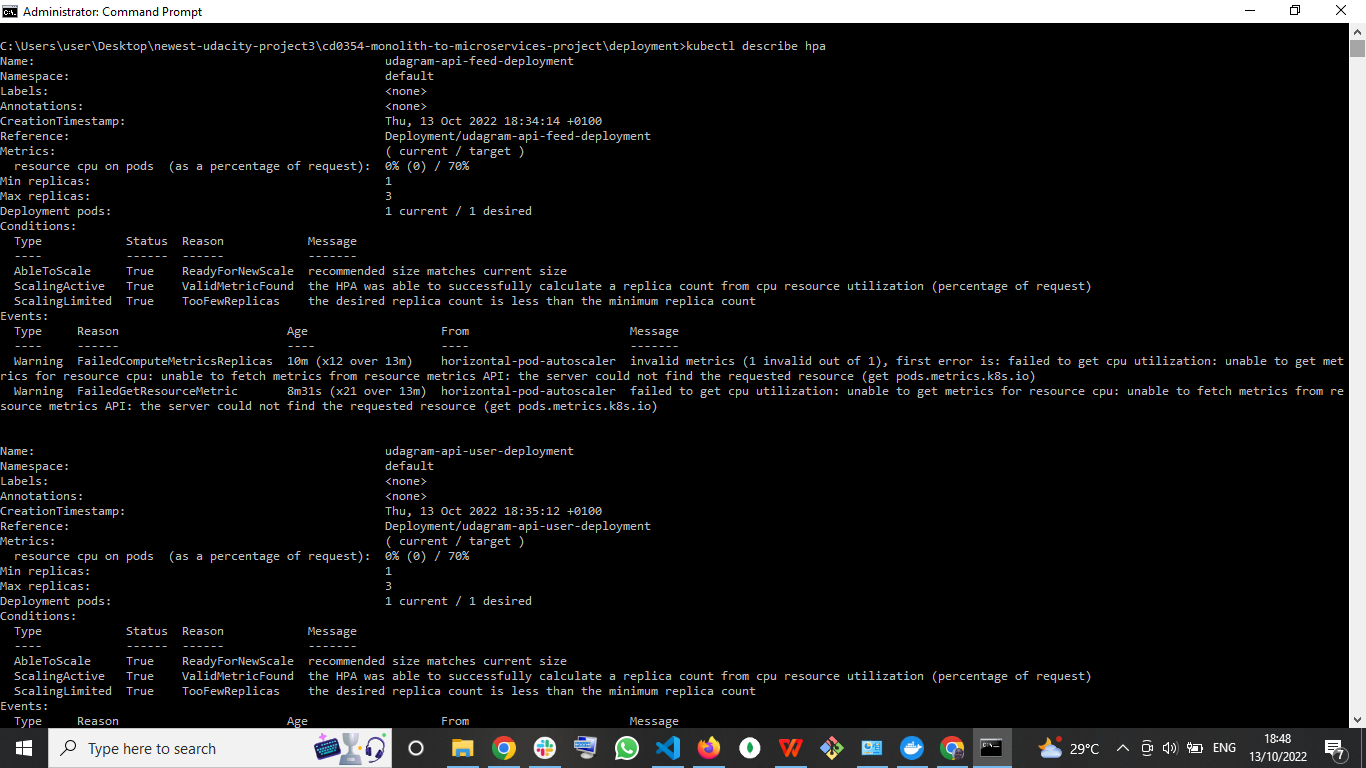 Administrator: Command Prompt
C:\Users\user\Desktop\newest-udacity-project3\cd0354-monolith-to-microservices-project\deployment>kubectl describe hpa
Name: udagram-api-feed-deployment
Namespace: default
Labels: <none>
Annotations: <none>
CreationTimestamp: Thu, 13 Oct 2022 18:34:14 +0100
Reference: Deployment/udagram-api-feed-deployment
Metrics: ( current / target )
resource cpu on pods (as a percentage of request): 0% (0) / 70%
Min replicas: 1
Max replicas: 3
Deployment pods: 1 current / 1 desired
Conditions:
Type Status Reason Message
---- ------ ------ -------
AbleToScale True ReadyForNewScale recommended size matches current size
ScalingActive True ValidMetricFound the HPA was able to successfully calculate a replica count from cpu resource utilization (percentage of request)
ScalingLimited True TooFewReplicas the desired replica count is less than the minimum replica count
Events:
Type Reason Age From Message
---- ------ ---- ---- -------
Warning FailedComputeMetricsReplicas 10m (x12 over 13m) horizontal-pod-autoscaler invalid metrics (1 invalid out of 1), first error is: failed to get cpu utilization: unable to get met
rics for resource cpu: unable to fetch metrics from resource metrics API: the server could not find the requested resource (get pods.metrics.k8s.io)
Warning FailedGetResourceMetric 8m31s (x21 over 13m) horizontal-pod-autoscaler failed to get cpu utilization: unable to get metrics for resource cpu: unable to fetch metrics from re
source metrics API: the server could not find the requested resource (get pods.metrics.k8s.io)
Name: udagram-api-user-deployment
Namespace: default
Labels: <none>
Annotations: <none>
CreationTimestamp: Thu, 13 Oct 2022 18:35:12 +0100
Reference: Deployment/udagram-api-user-deployment
Metrics: ( current / target )
resource cpu on pods (as a percentage of request): 0% (0) / 70%
Min replicas: 1
Max replicas: 3
Deployment pods: 1 current / 1 desired
Conditions:
Type Status Reason Message
---- ------ ------ -------
AbleToScale True ReadyForNewScale recommended size matches current size
ScalingActive True ValidMetricFound the HPA was able to successfully calculate a replica count from cpu resource utilization (percentage of request)
ScalingLimited True TooFewReplicas the desired replica count is less than the minimum replica count
Events:
Type Reason Age From Message
Type here to search
29°C
ENG
18:48
13/10/2022
7